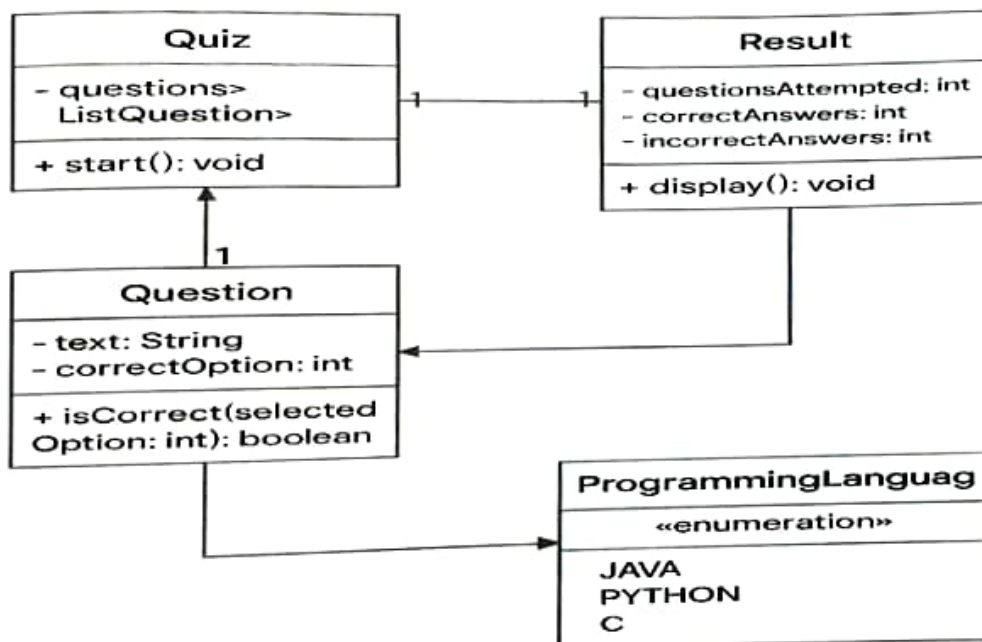 Quiz
- questions>
ListQuestion>
+ start(): void
1
1
Result
- questionsAttempted: int
- correctAnswers: int
- incorrectAnswers: int
+ display(): void
1
Question
- text: String
- correctOption: int
+ isCorrect(selected
Option: int): boolean
ProgrammingLanguag
«enumeration»
JAVA
PYTHON
C